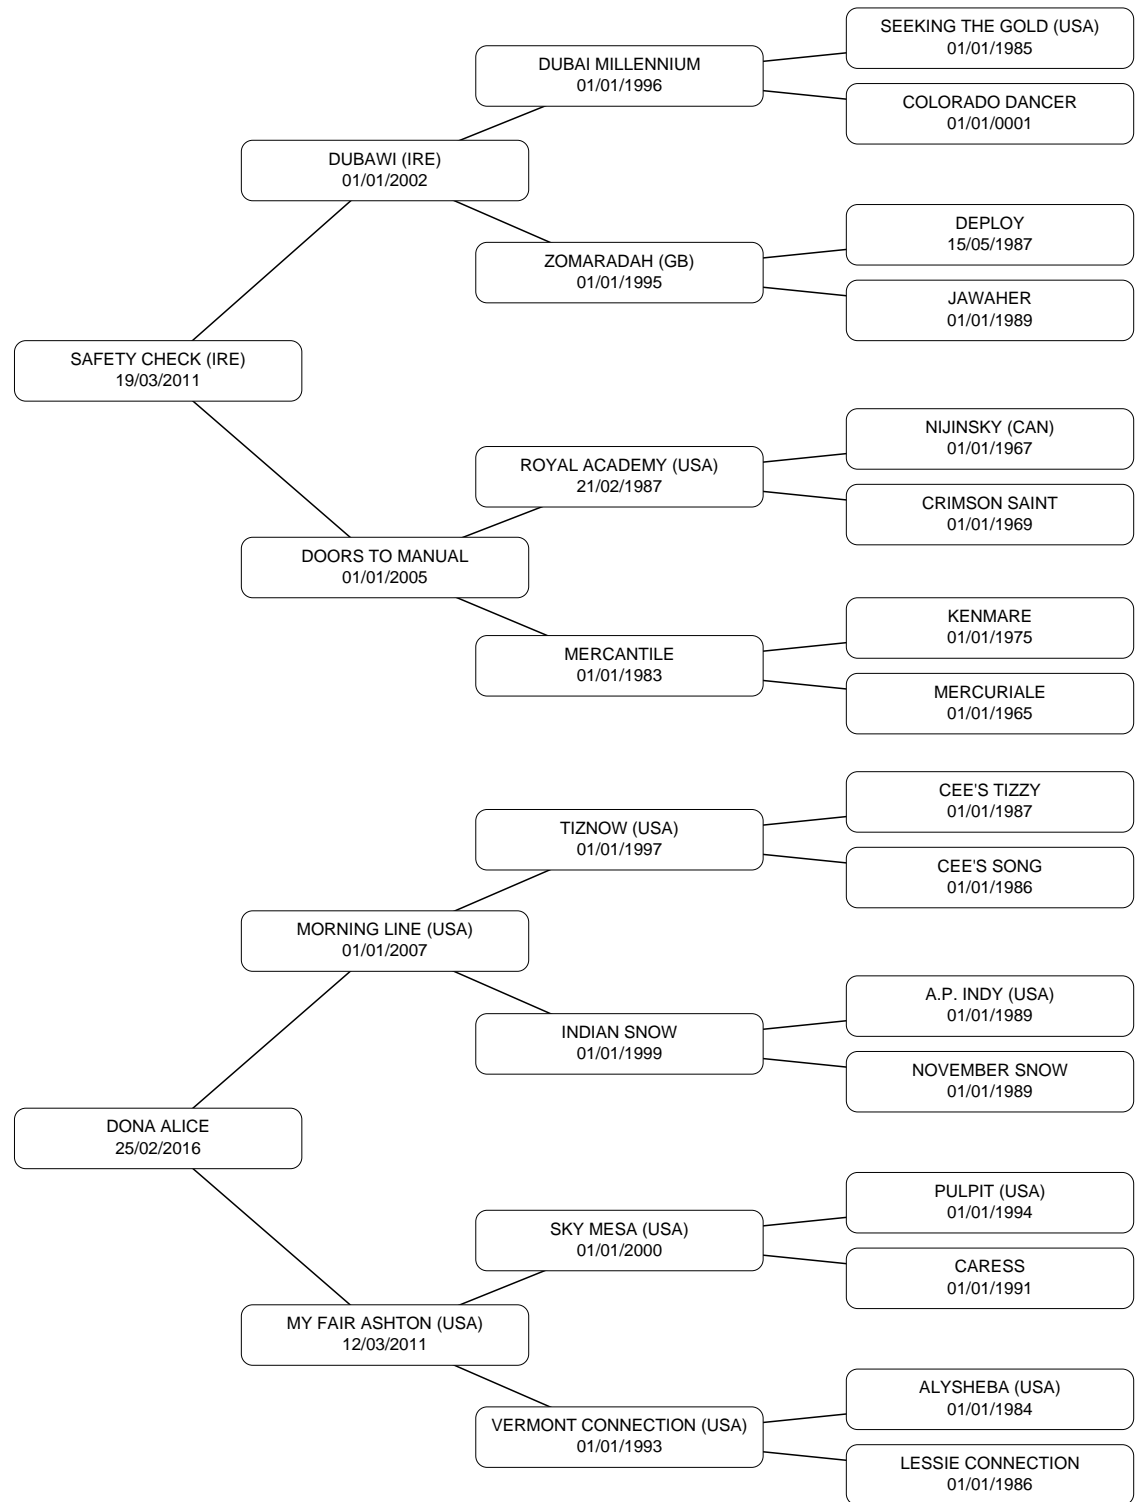 SEEKING THE GOLD (USA)
01/01/1985
DUBAI MILLENNIUM
01/01/1996
COLORADO DANCER
01/01/0001
DUBAWI (IRE)
01/01/2002
DEPLOY
15/05/1987
ZOMARADAH (GB)
01/01/1995
JAWAHER
01/01/1989
SAFETY CHECK (IRE)
19/03/2011
NIJINSKY (CAN)
01/01/1967
ROYAL ACADEMY (USA)
21/02/1987
CRIMSON SAINT
01/01/1969
DOORS TO MANUAL
01/01/2005
KENMARE
01/01/1975
MERCANTILE
01/01/1983
MERCURIALE
01/01/1965
CEE'S TIZZY
01/01/1987
TIZNOW (USA)
01/01/1997
CEE'S SONG
01/01/1986
MORNING LINE (USA)
01/01/2007
A.P. INDY (USA)
01/01/1989
INDIAN SNOW
01/01/1999
NOVEMBER SNOW
01/01/1989
DONA ALICE
25/02/2016
PULPIT (USA)
01/01/1994
SKY MESA (USA)
01/01/2000
CARESS
01/01/1991
MY FAIR ASHTON (USA)
12/03/2011
ALYSHEBA (USA)
01/01/1984
VERMONT CONNECTION (USA)
01/01/1993
LESSIE CONNECTION
01/01/1986